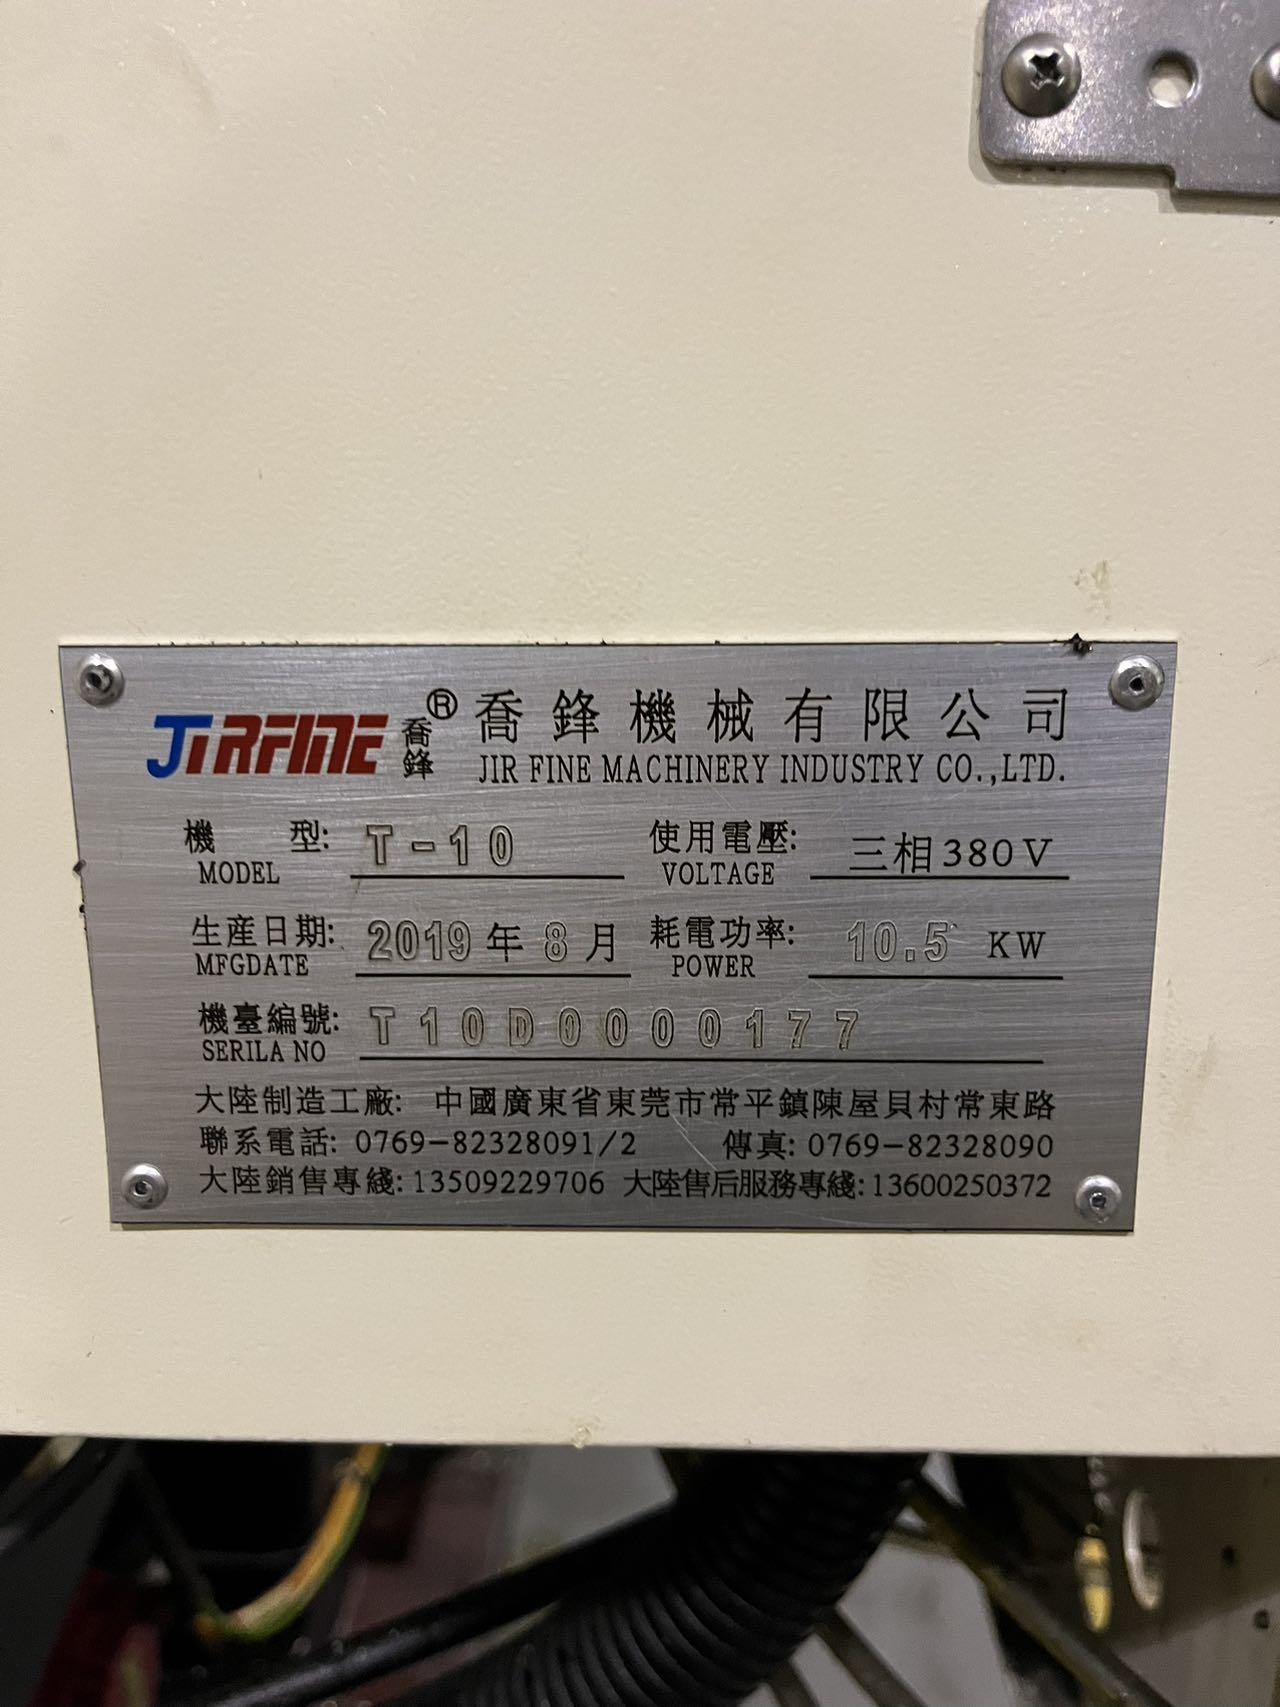 JIRFINE 喬鋒® 喬鋒機械有限公司
JIR FINE MACHINERY INDUSTRY CO.,LTD.
機型: T-10 使用電壓: 三相380V
MODEL VOLTAGE
生産日期: 2019年8月 耗電功率: 10.5 KW
MFGDATE POWER
機臺編號: T10D0000177
SERILA NO
大陸制造工廠: 中國廣東省東莞市常平鎮陳屋貝村常東路
聯系電話: 0769-82328091/2 傳真: 0769-82328090
大陸銷售專綫: 13509229706 大陸售后服務專綫: 13600250372